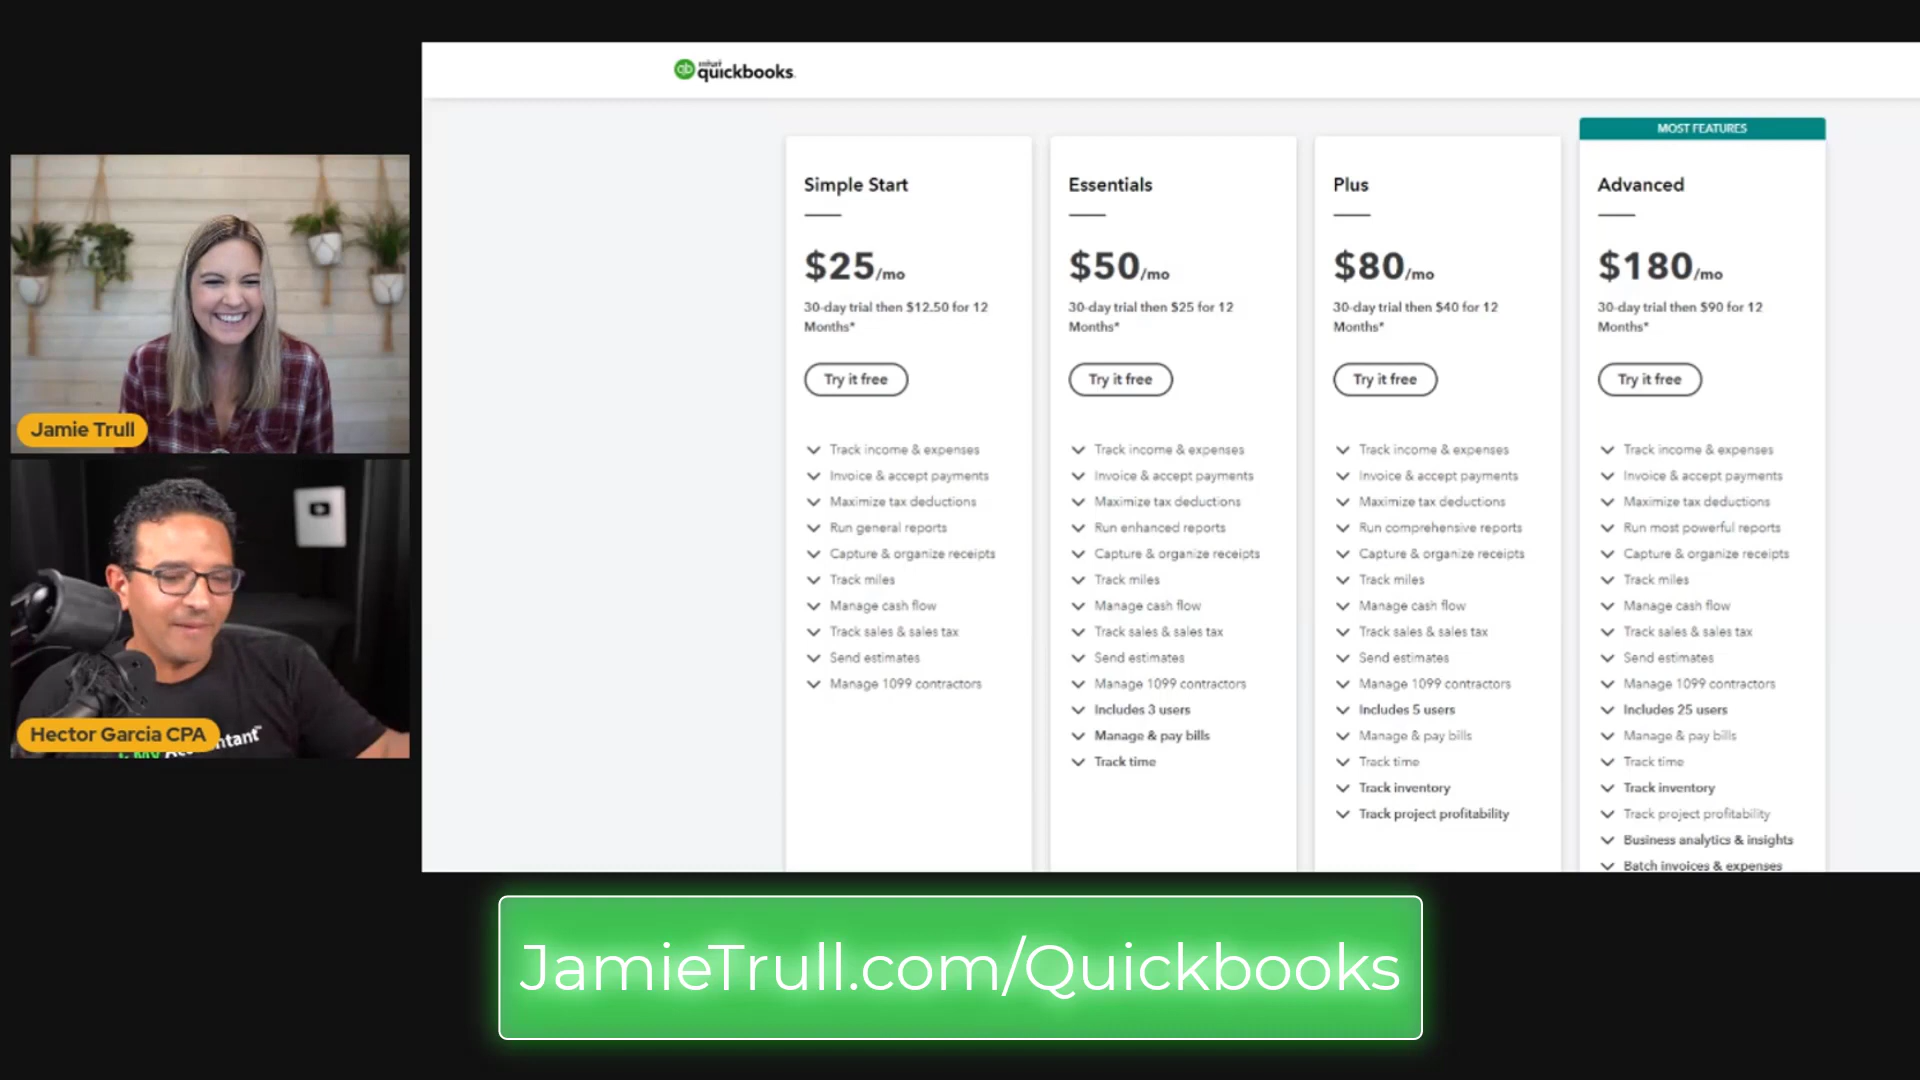 intuit
quickbooks.
MOST FEATURES
Simple Start
$25/mo
30-day trial then $12.50 for 12
Months*
Try it free
Track income & expenses
Invoice & accept payments
Maximize tax deductions
Run general reports
Capture & organize receipts
Track miles
Manage cash flow
Track sales & sales tax
Send estimates
Manage 1099 contractors
Essentials
$50/mo
30-day trial then $25 for 12
Months*
Try it free
Track income & expenses
Invoice & accept payments
Maximize tax deductions
Run enhanced reports
Capture & organize receipts
Track miles
Manage cash flow
Track sales & sales tax
Send estimates
Manage 1099 contractors
Includes 3 users
Manage & pay bills
Track time
Plus
$80/mo
30-day trial then $40 for 12
Months*
Try it free
Track income & expenses
Invoice & accept payments
Maximize tax deductions
Run comprehensive reports
Capture & organize receipts
Track miles
Manage cash flow
Track sales & sales tax
Send estimates
Manage 1099 contractors
Includes 5 users
Manage & pay bills
Track time
Track inventory
Track project profitability
Advanced
$180/mo
30-day trial then $90 for 12
Months*
Try it free
Track income & expenses
Invoice & accept payments
Maximize tax deductions
Run most powerful reports
Capture & organize receipts
Track miles
Manage cash flow
Track sales & sales tax
Send estimates
Manage 1099 contractors
Includes 25 users
Manage & pay bills
Track time
Track inventory
Track project profitability
Business analytics & insights
Batch invoices & expenses
Jamie Trull
Hector Garcia CPA
JamieTrull.com/Quickbooks